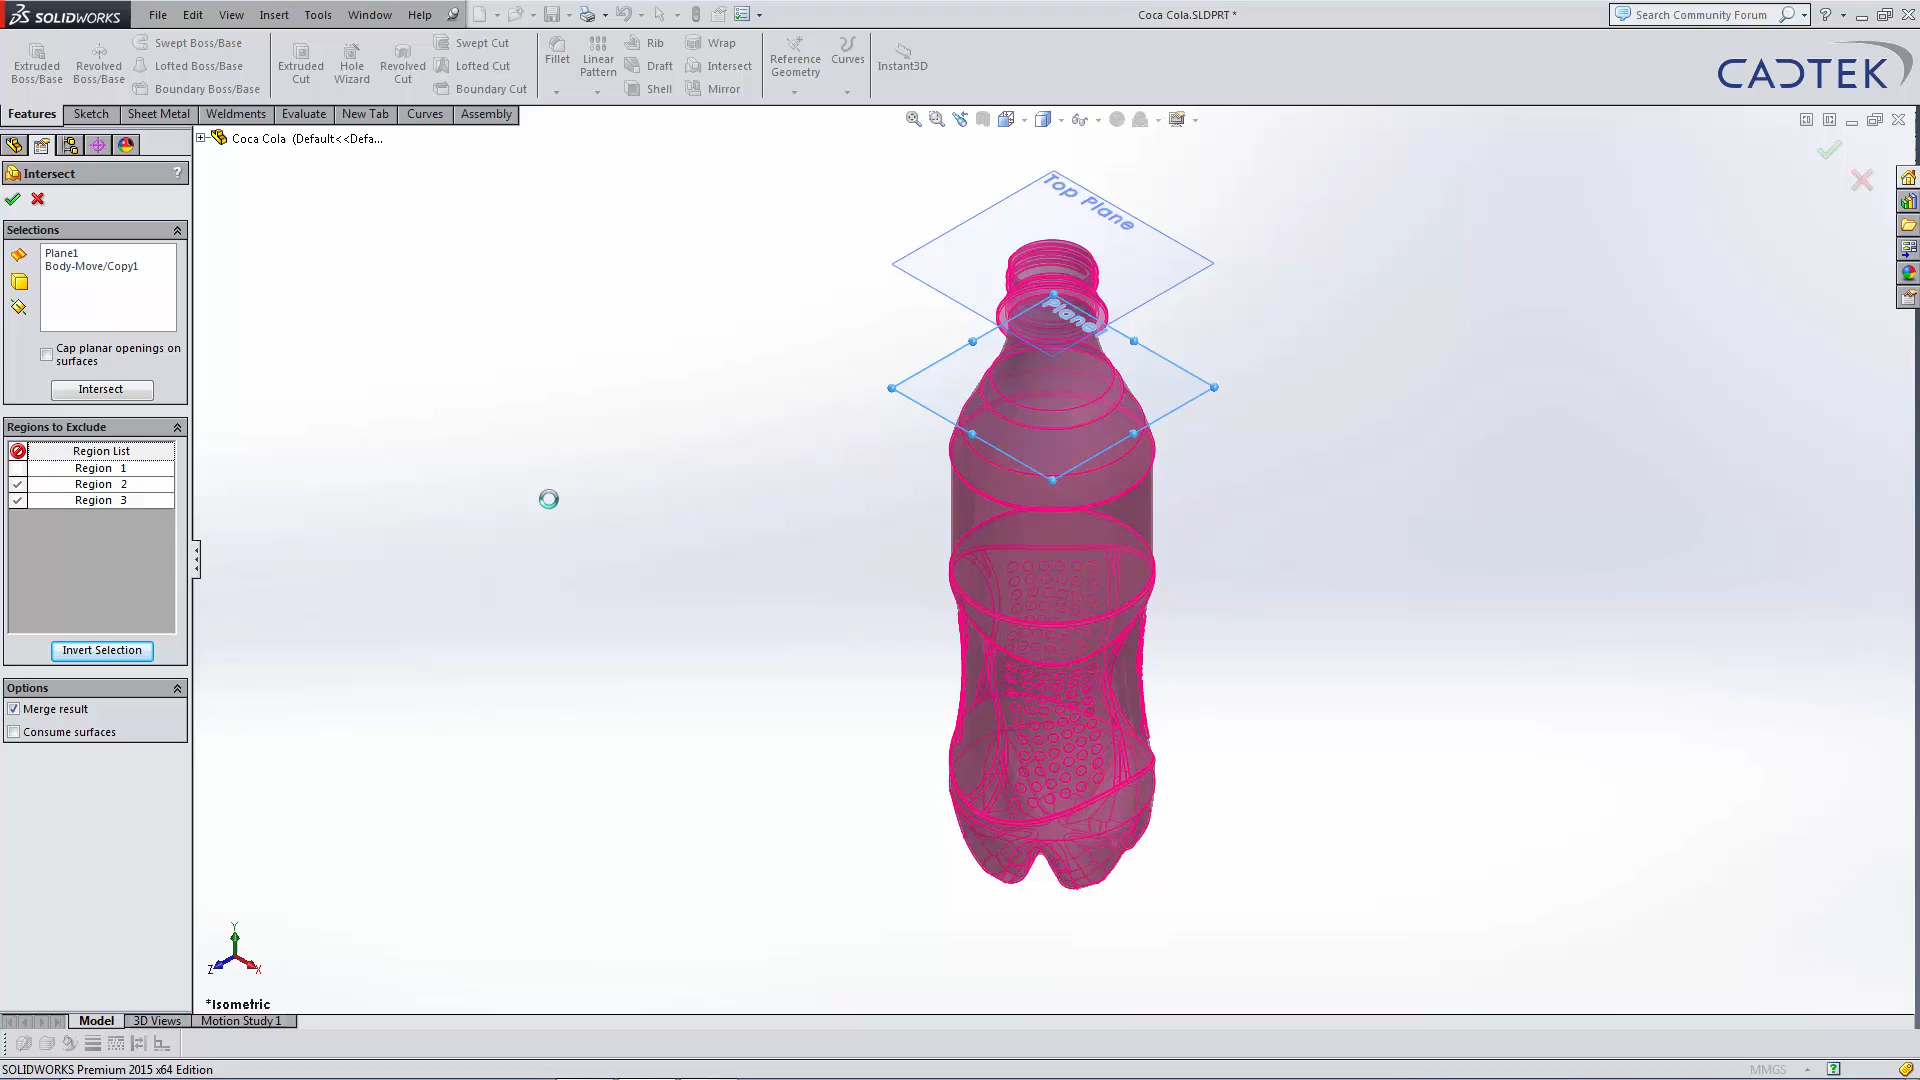 SOLIDWORKS File Edit View Insert Tools Window Help Coca Cola.SLDPRT * Search Community Forum ?
Extruded Boss/Base
Revolved Boss/Base
Swept Boss/Base
Lofted Boss/Base
Boundary Boss/Base
Extruded Cut
Hole Wizard
Revolved Cut
Swept Cut
Lofted Cut
Boundary Cut
Fillet
Linear Pattern
Rib
Draft
Shell
Wrap
Intersect
Mirror
Reference Geometry
Curves
Instant3D
CADTEK
Features Sketch Sheet Metal Weldments Evaluate New Tab Curves Assembly
Coca Cola (Default<<Defa...
Intersect ?
Selections
Plane1
Body-Move/Copy1
Cap planar openings on
surfaces
Intersect
Regions to Exclude
Region List
Region 1
Region 2
Region 3
Invert Selection
Options
Merge result
Consume surfaces
Top Plane
Y
Z X
*Isometric
Model 3D Views Motion Study 1
SOLIDWORKS Premium 2015 x64 Edition MMGS ?